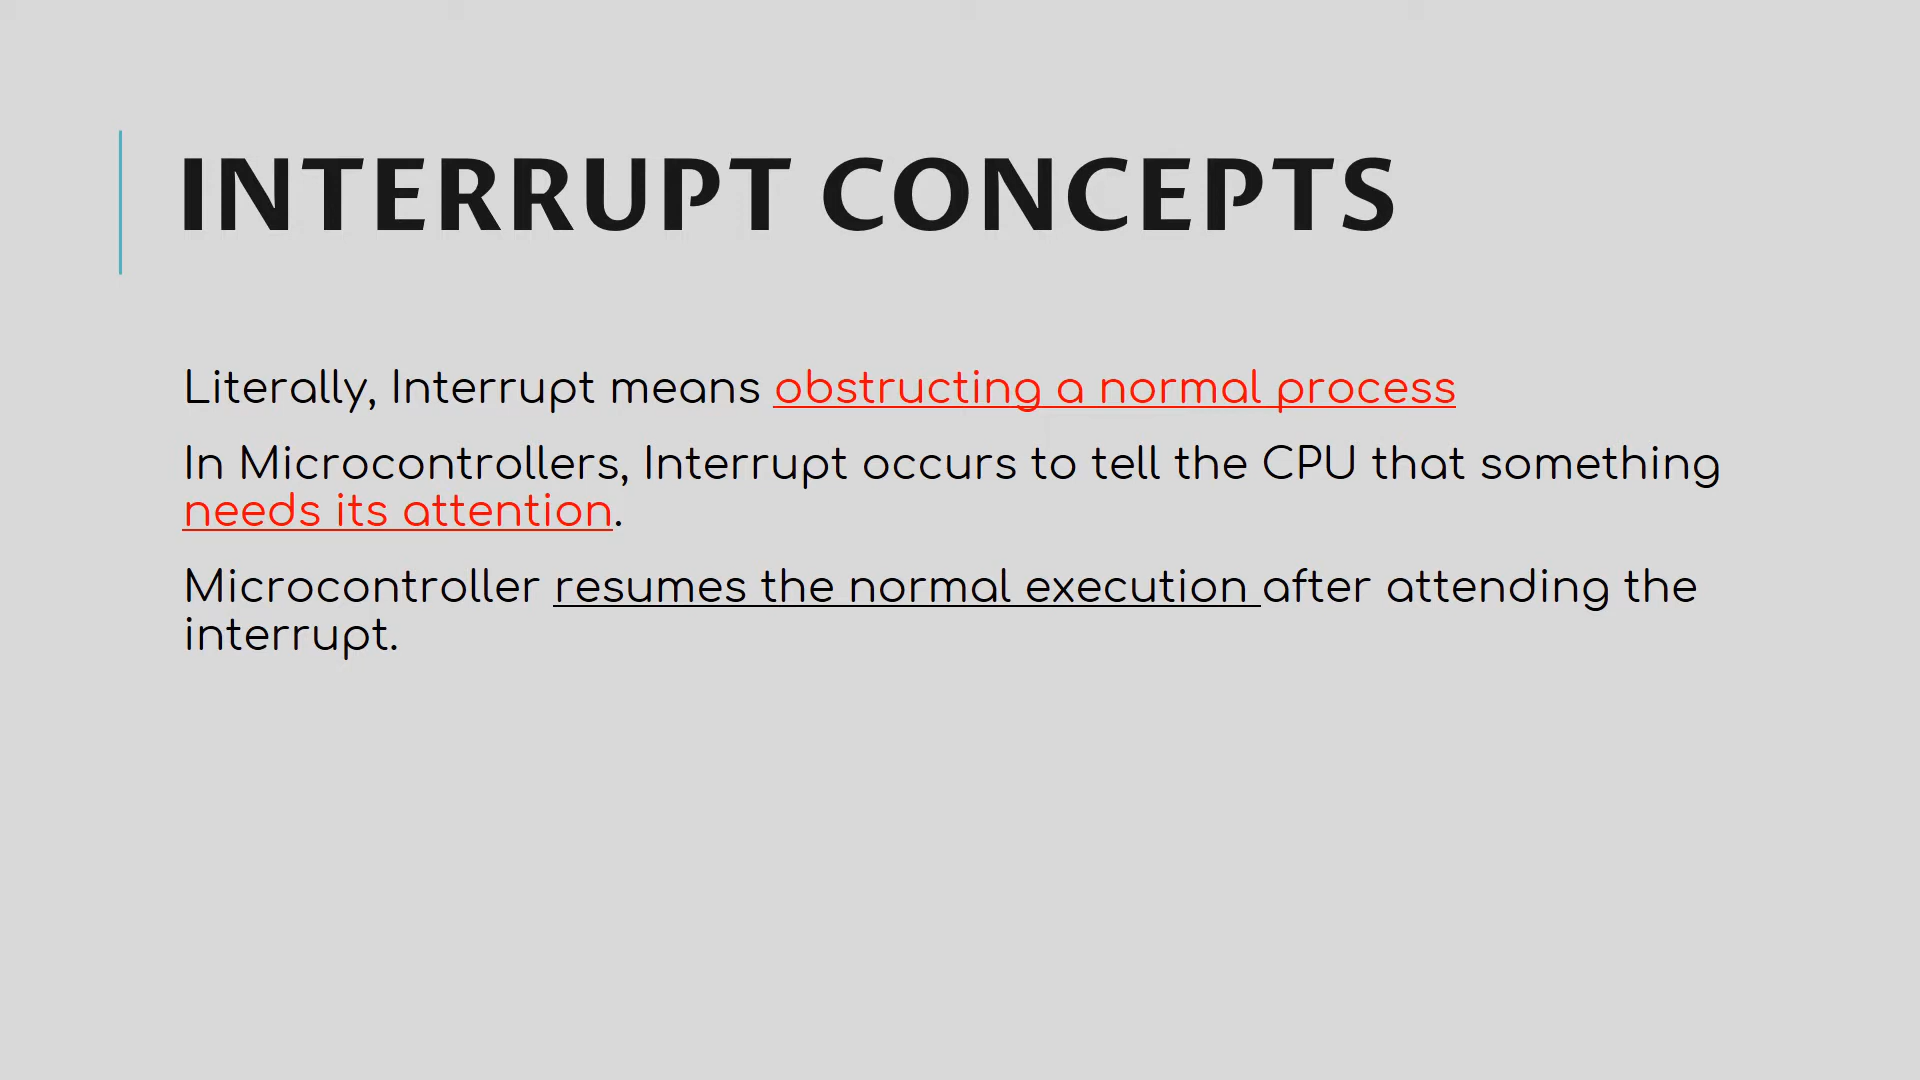 INTERRUPT CONCEPTS
Literally, Interrupt means obstructing a normal process
In Microcontrollers, Interrupt occurs to tell the CPU that something
needs its attention.
Microcontroller resumes the normal execution after attending the
interrupt.